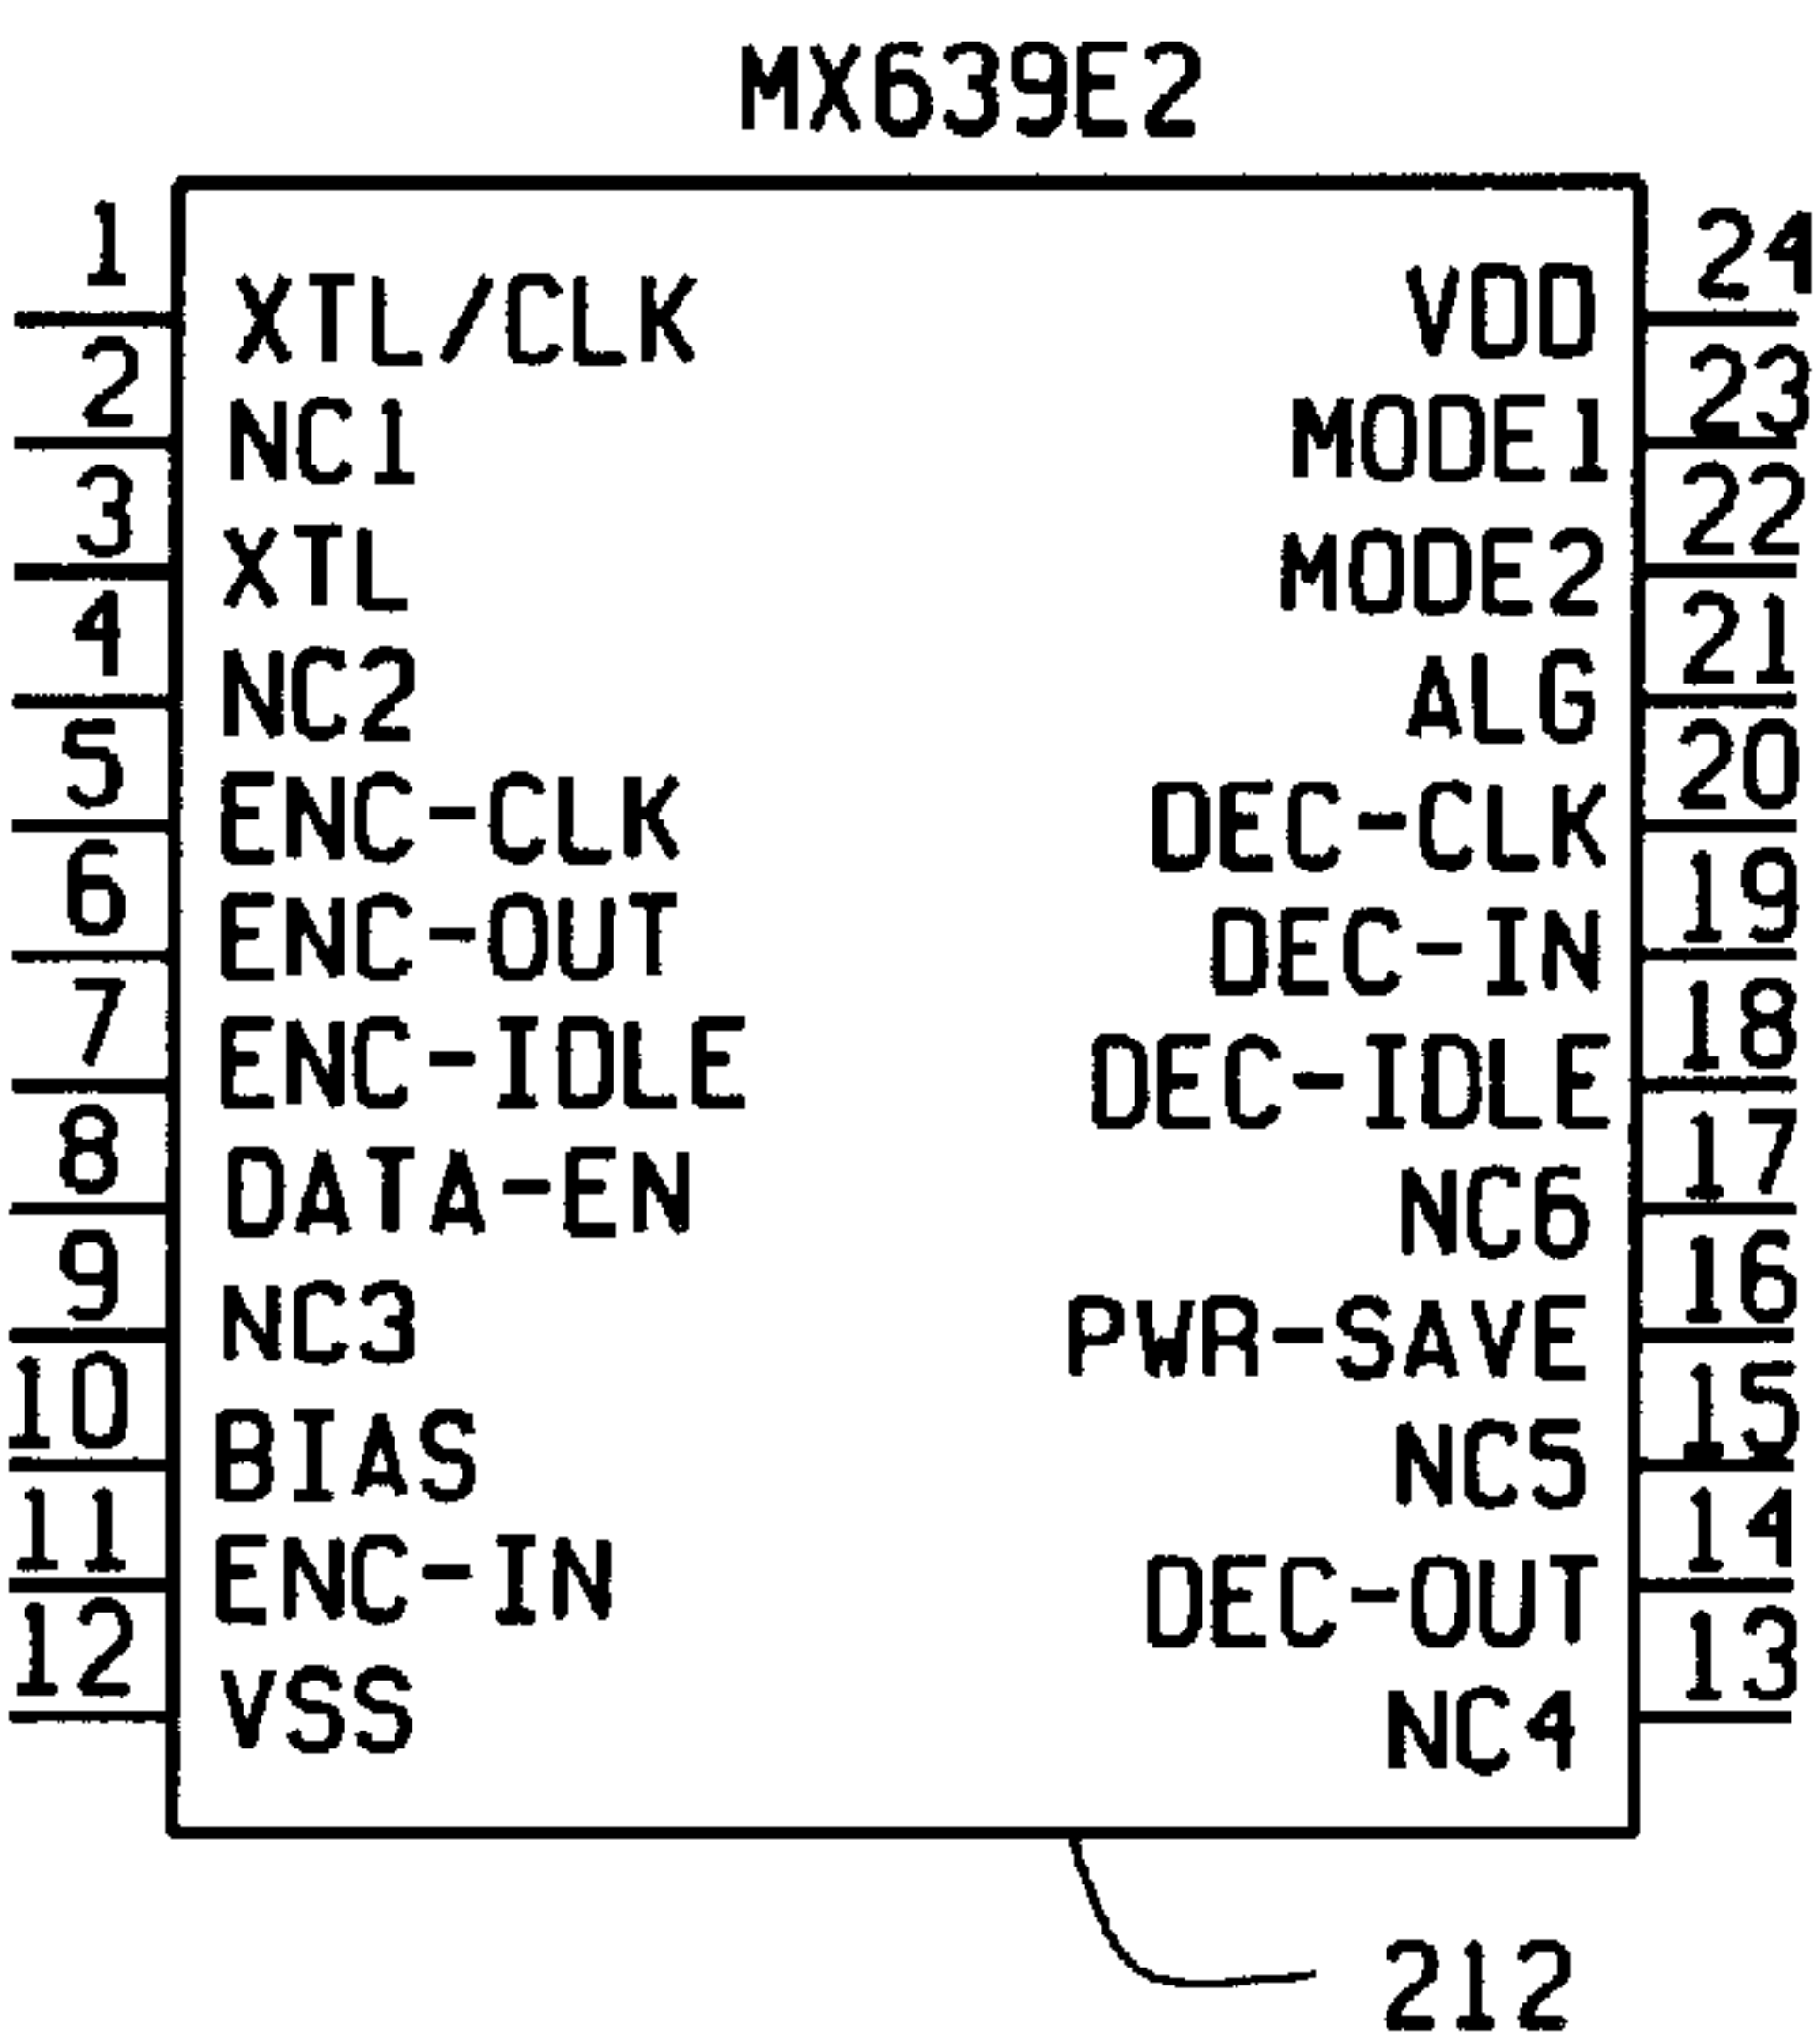 MX639E2
1 XTL/CLK VDD 24
2 NC1 MODE1 23
3 XTL MODE2 22
4 NC2 ALG 21
5 ENC-CLK DEC-CLK 20
6 ENC-OUT DEC-IN 19
7 ENC-IDLE DEC-IDLE 18
8 DATA-EN NC6 17
9 NC3 PWR-SAVE 16
10 BIAS NC5 15
11 ENC-IN DEC-OUT 14
12 VSS NC4 13
212